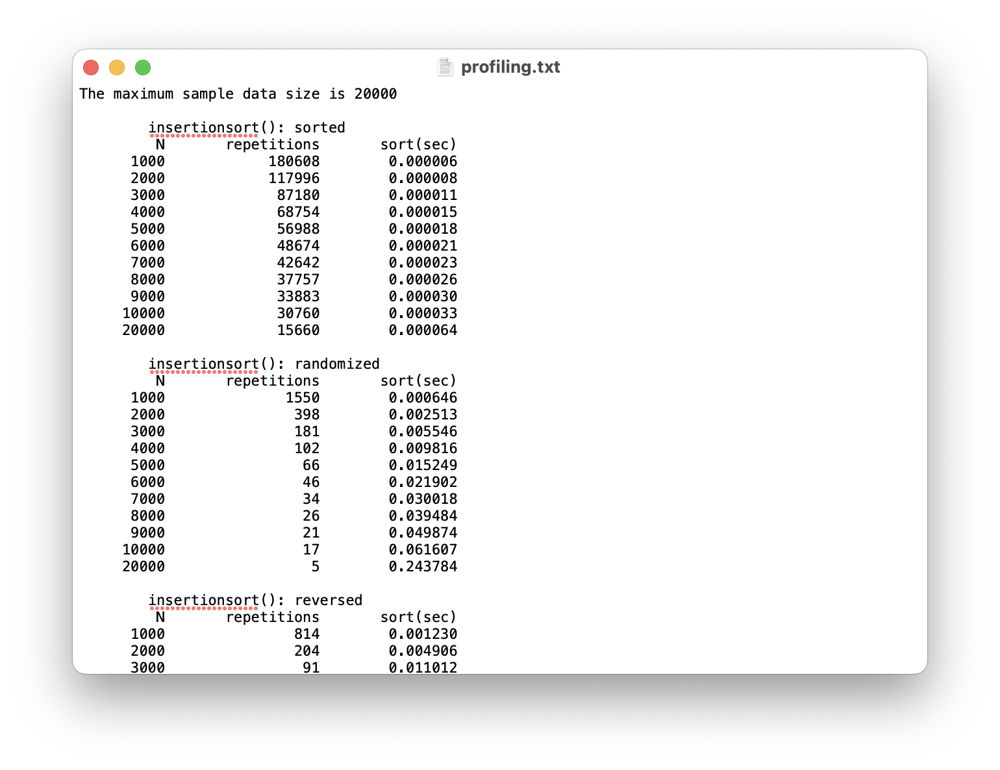 profiling.txt
The maximum sample data size is 20000
insertionsort(): sorted
N repetitions sort(sec)
1000 180608 0.000006
2000 117996 0.000008
3000 87180 0.000011
4000 68754 0.000015
5000 56988 0.000018
6000 48674 0.000021
7000 42642 0.000023
8000 37757 0.000026
9000 33883 0.000030
10000 30760 0.000033
20000 15660 0.000064
insertionsort(): randomized
N repetitions sort(sec)
1000 1550 0.000646
2000 398 0.002513
3000 181 0.005546
4000 102 0.009816
5000 66 0.015249
6000 46 0.021902
7000 34 0.030018
8000 26 0.039484
9000 21 0.049874
10000 17 0.061607
20000 5 0.243784
insertionsort(): reversed
N repetitions sort(sec)
1000 814 0.001230
2000 204 0.004906
3000 91 0.011012